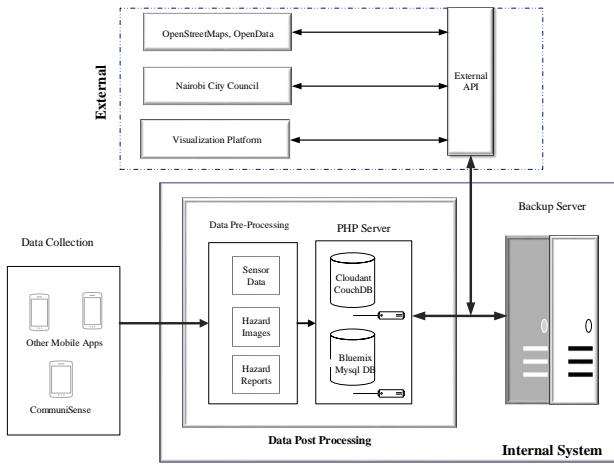 External
OpenStreetMaps, OpenData
Nairobi City Council
Visualization Platform
External
API
Data Collection
Other Mobile Apps
CommuniSense
Data Pre-Processing
Sensor
Data
Hazard
Images
Hazard
Reports
PHP Server
Cloudant
CouchDB
Bluemix
Mysql DB
Backup Server
Data Post Processing
Internal System